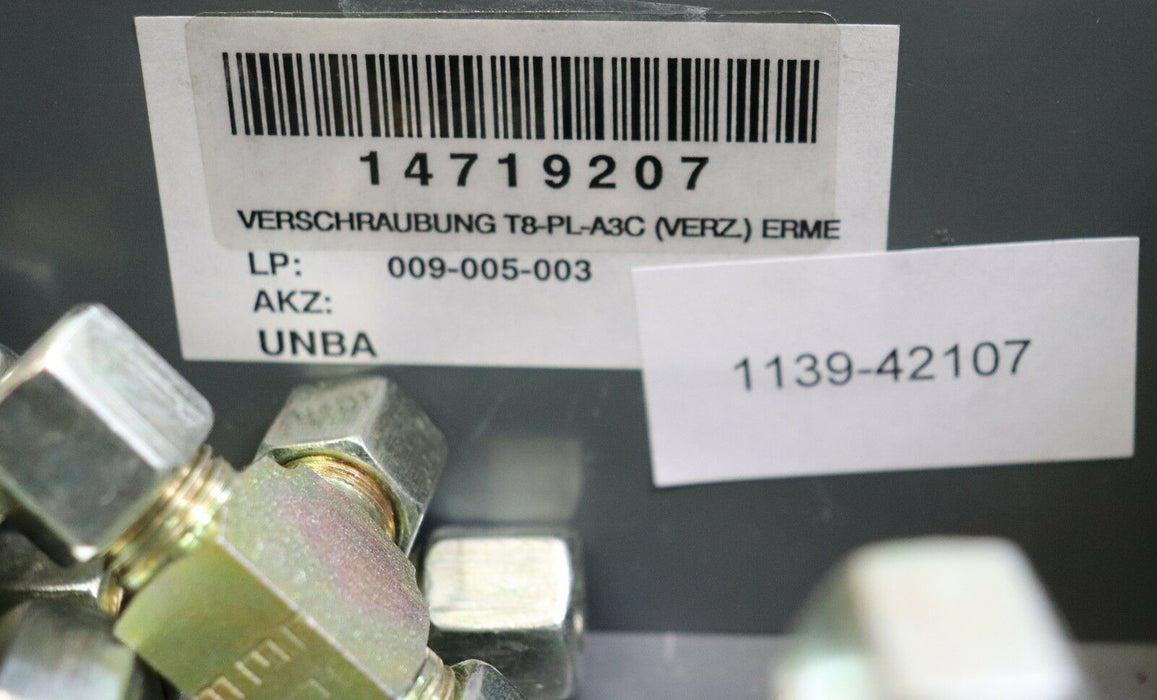 14719207
VERSCHRAUBUNG T8-PL-A3C (VERZ.) ERME
LP: 009-005-003
AKZ:
UNBA
1139-42107